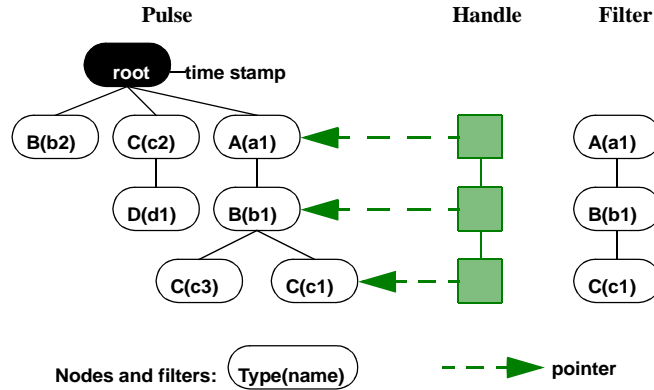 Pulse Handle Filter
root time stamp
B(b2) C(c2) A(a1) A(a1)
D(d1) B(b1) B(b1)
C(c3) C(c1) C(c1)
Nodes and filters: Type(name) pointer